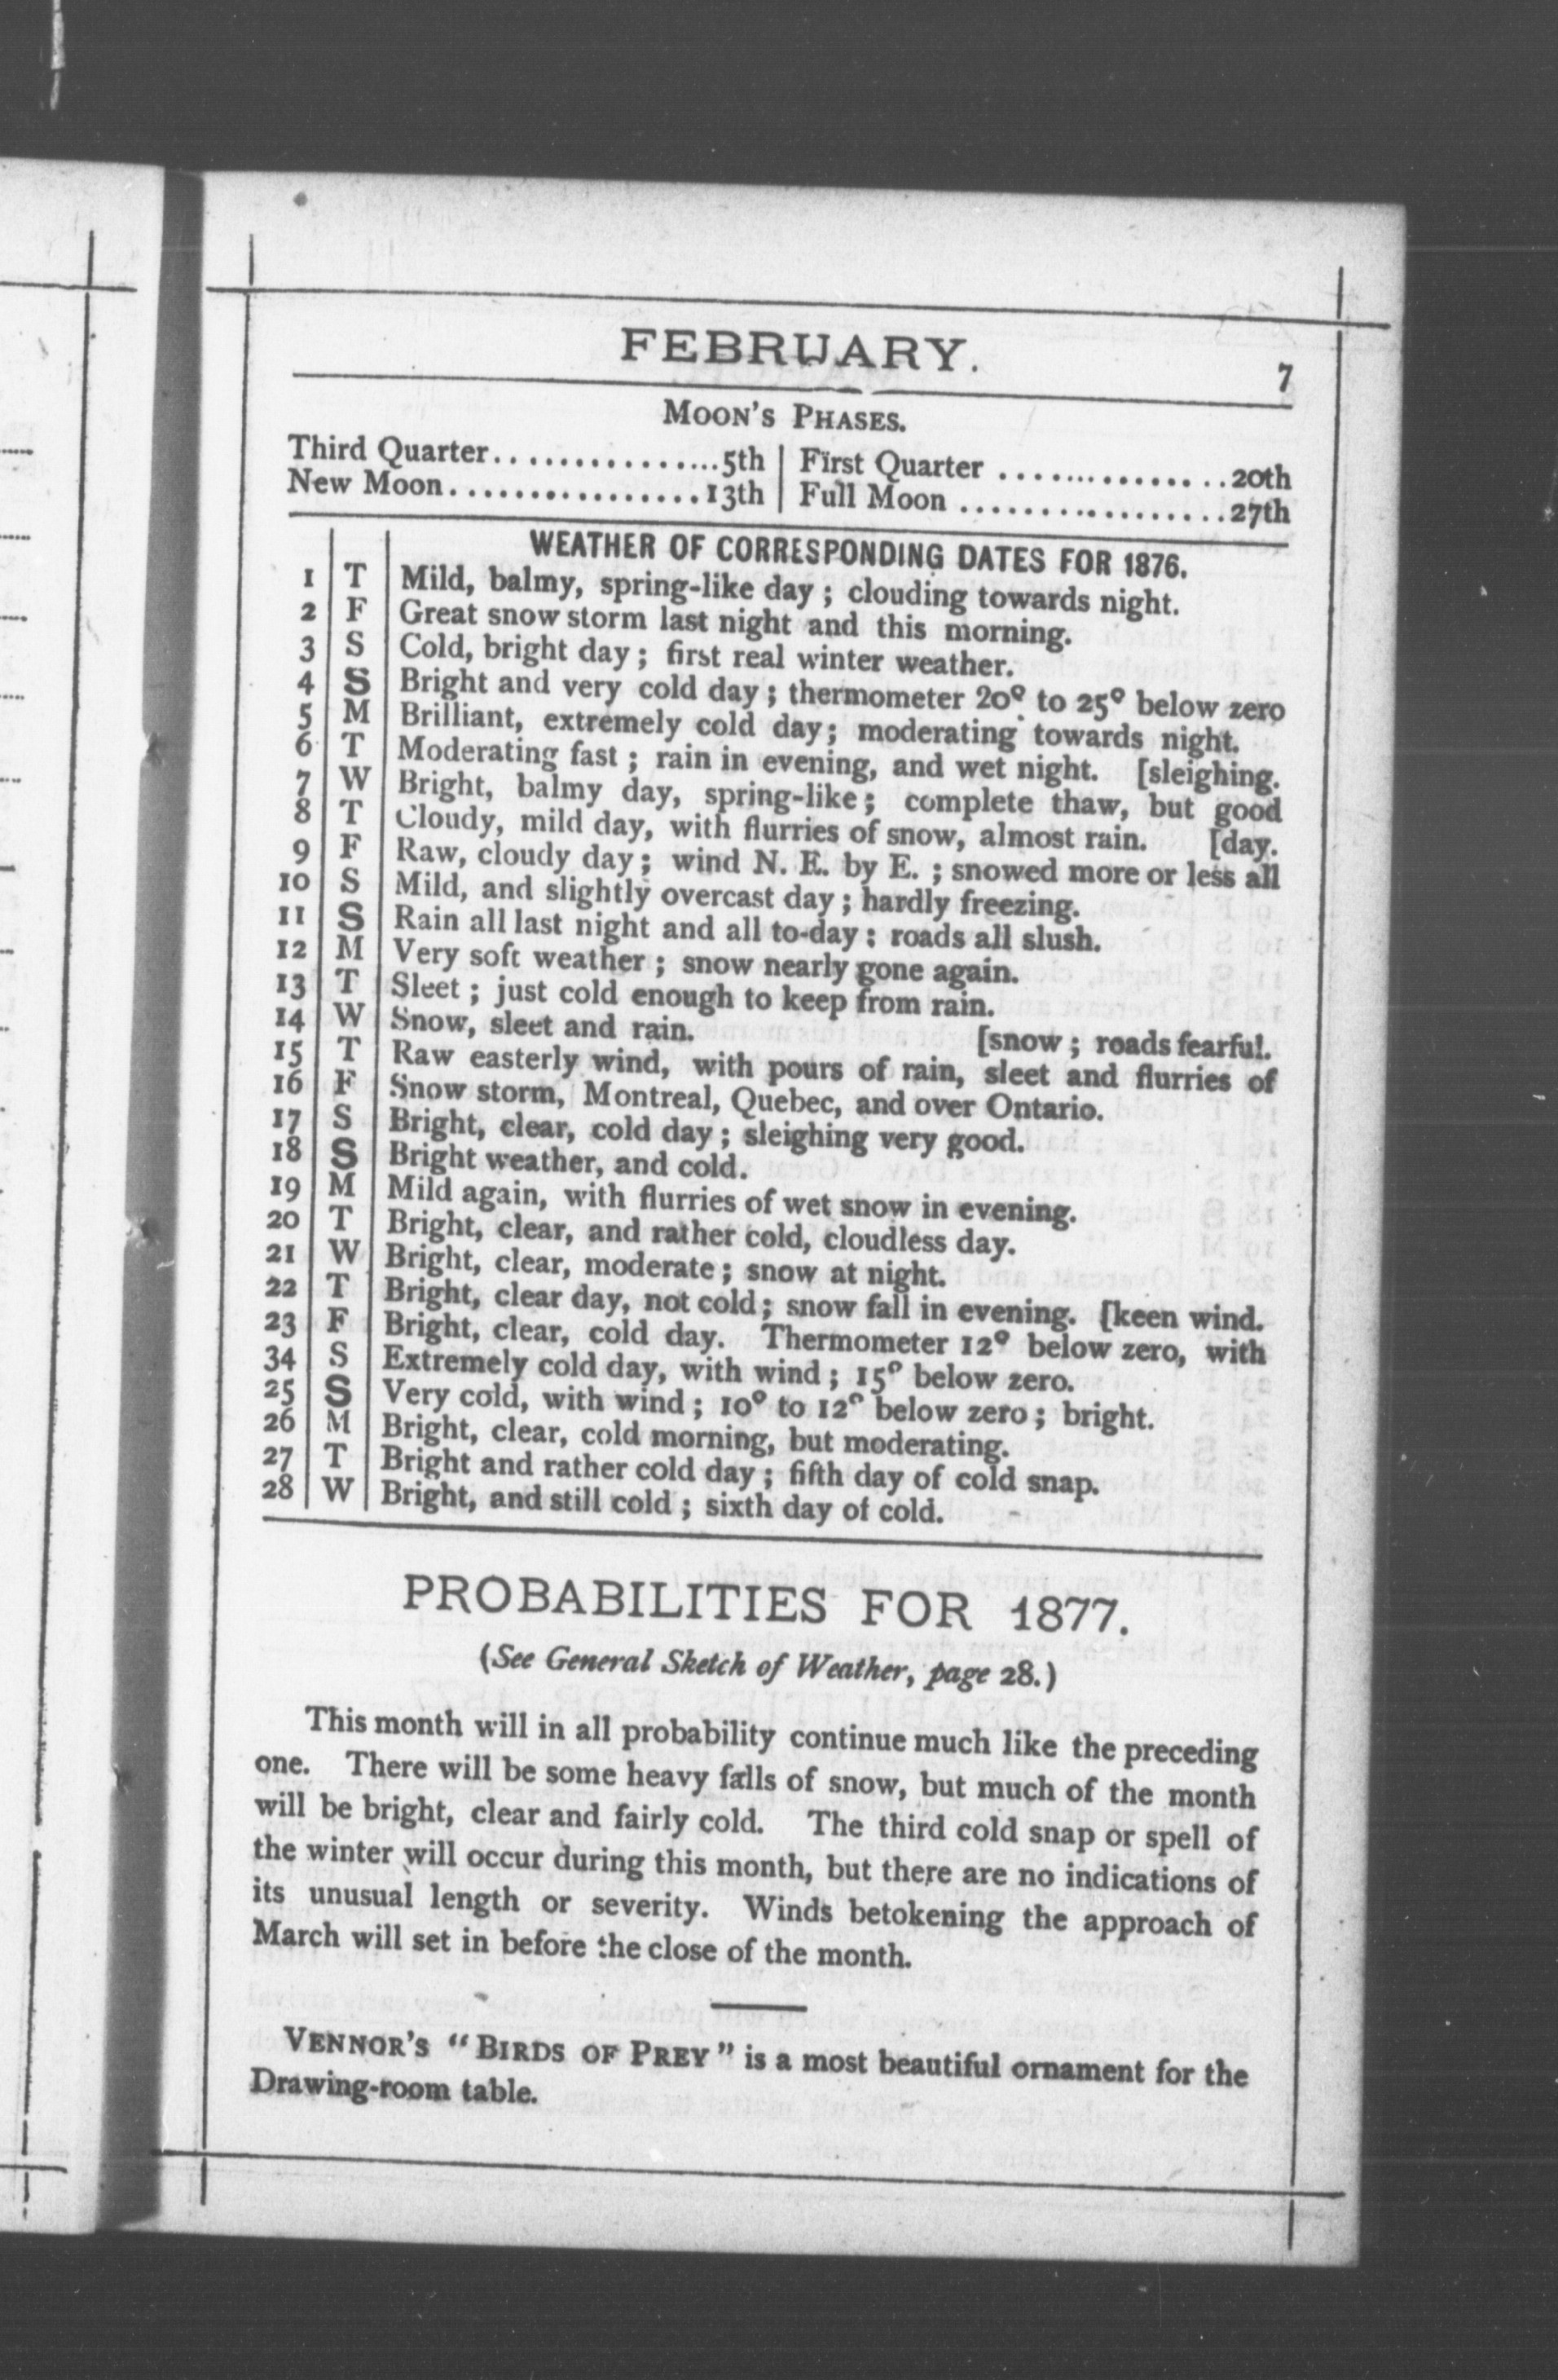 FEBRUARY.
7
MOON'S PHASES.
Third Quarter................5th | First Quarter ..............20th
New Moon................13th | Full Moon ................27th
WEATHER OF CORRESPONDING DATES FOR 1876.
1 T Mild, balmy, spring-like day ; clouding towards night.
2 F Great snow storm last night and this morning.
3 S Cold, bright day ; first real winter weather.
4 S Bright and very cold day ; thermometer 20° to 25° below zero
5 M Brilliant, extremely cold day; moderating towards night.
6 T Moderating fast ; rain in evening, and wet night. [sleighing.
7 W Bright, balmy day, spring-like; complete thaw, but good
8 T Cloudy, mild day, with flurries of snow, almost rain. [day.
9 F Raw, cloudy day; wind N. E. by E. ; snowed more or less all
10 S Mild, and slightly overcast day ; hardly freezing.
11 S Rain all last night and all to-day : roads all slush.
12 M Very soft weather ; snow nearly gone again.
13 T Sleet ; just cold enough to keep from rain.
14 W Snow, sleet and rain. [snow ; roads fearful.
15 T Raw easterly wind, with pours of rain, sleet and flurries of
16 F Snow storm, Montreal, Quebec, and over Ontario.
17 S Bright, clear, cold day ; sleighing very good.
18 S Bright weather, and cold.
19 M Mild again, with flurries of wet snow in evening.
20 T Bright, clear, and rather cold, cloudless day.
21 W Bright, clear, moderate ; snow at night.
22 T Bright, clear day, not cold; snow fall in evening. [keen wind.
23 F Bright, clear, cold day. Thermometer 12° below zero, with
34 S Extremely cold day, with wind ; 15° below zero.
25 S Very cold, with wind ; 10° to 12° below zero ; bright.
26 M Bright, clear, cold morning, but moderating.
27 T Bright and rather cold day ; fifth day of cold snap.
28 W Bright, and still cold ; sixth day of cold.
PROBABILITIES FOR 1877.
(See General Sketch of Weather, page 28.)
This month will in all probability continue much like the preceding
one. There will be some heavy falls of snow, but much of the month
will be bright, clear and fairly cold. The third cold snap or spell of
the winter will occur during this month, but there are no indications of
its unusual length or severity. Winds betokening the approach of
March will set in before the close of the month.
VENNOR'S "BIRDS OF PREY" is a most beautiful ornament for the
Drawing-room table.